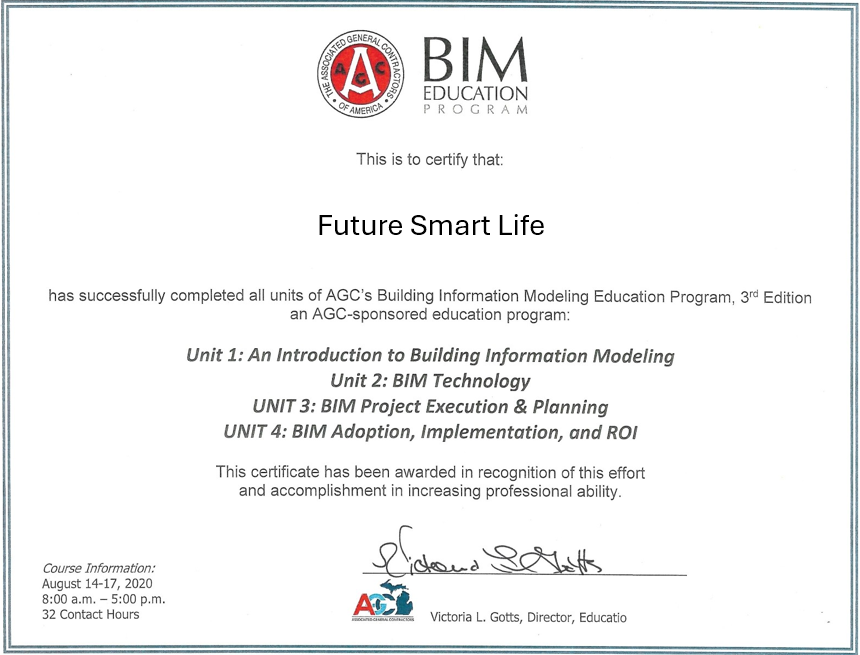 THE ASSOCIATED GENERAL CONTRACTORS
OF AMERICA
AGC
BIM
EDUCATION
PROGRAM
This is to certify that:
Future Smart Life
has successfully completed all units of AGC's Building Information Modeling Education Program, 3rd Edition
an AGC-sponsored education program:
Unit 1: An Introduction to Building Information Modeling
Unit 2: BIM Technology
UNIT 3: BIM Project Execution & Planning
UNIT 4: BIM Adoption, Implementation, and ROI
This certificate has been awarded in recognition of this effort
and accomplishment in increasing professional ability.
Victoria L. Gotts
Course Information:
August 14-17, 2020
8:00 a.m. – 5:00 p.m.
32 Contact Hours
AGC
ASSOCIATED GENERAL CONTRACTORS
Victoria L. Gotts, Director, Educatio